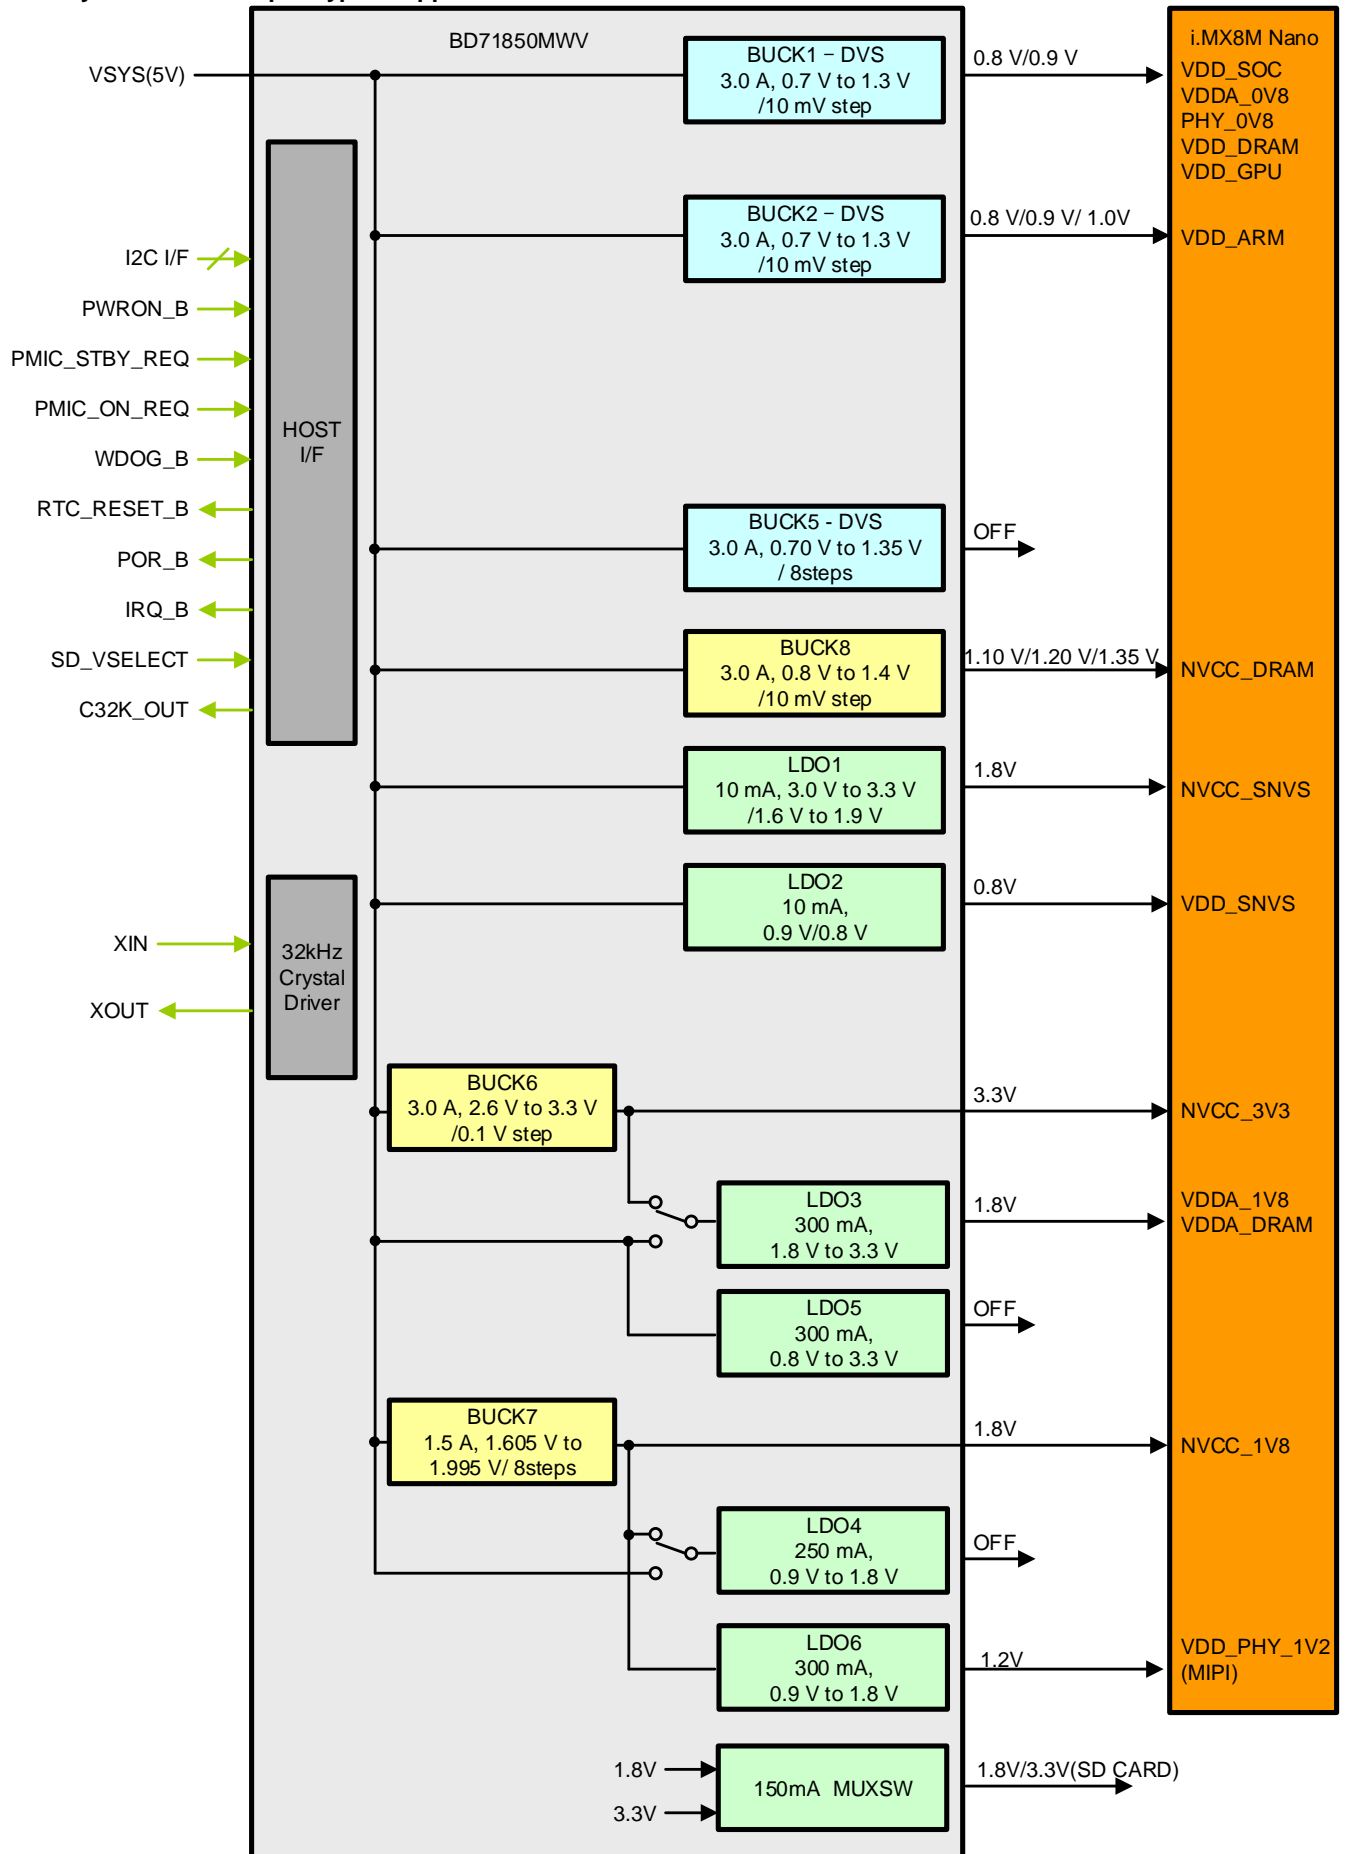 BD71850MWV
VSYS(5V)
BUCK1 – DVS
3.0 A, 0.7 V to 1.3 V
/10 mV step
0.8 V/0.9 V
i.MX8M Nano
VDD_SOC
VDDA_0V8
PHY_0V8
VDD_DRAM
VDD_GPU
BUCK2 – DVS
3.0 A, 0.7 V to 1.3 V
/10 mV step
0.8 V/0.9 V/ 1.0V
VDD_ARM
I2C I/F
PWRON_B
PMIC_STBY_REQ
PMIC_ON_REQ
WDOG_B
RTC_RESET_B
POR_B
IRQ_B
SD_VSELECT
C32K_OUT
HOST
I/F
BUCK5 - DVS
3.0 A, 0.70 V to 1.35 V
/ 8steps
OFF
BUCK8
3.0 A, 0.8 V to 1.4 V
/10 mV step
1.10 V/1.20 V/1.35 V
NVCC_DRAM
LDO1
10 mA, 3.0 V to 3.3 V
/1.6 V to 1.9 V
1.8V
NVCC_SNVS
LDO2
10 mA,
0.9 V/0.8 V
0.8V
VDD_SNVS
XIN
XOUT
32kHz
Crystal
Driver
BUCK6
3.0 A, 2.6 V to 3.3 V
/0.1 V step
3.3V
NVCC_3V3
LDO3
300 mA,
1.8 V to 3.3 V
1.8V
VDDA_1V8
VDDA_DRAM
LDO5
300 mA,
0.8 V to 3.3 V
OFF
BUCK7
1.5 A, 1.605 V to
1.995 V/ 8steps
1.8V
NVCC_1V8
LDO4
250 mA,
0.9 V to 1.8 V
OFF
LDO6
300 mA,
0.9 V to 1.8 V
1.2V
VDD_PHY_1V2
(MIPI)
1.8V
3.3V
150mA MUXSW
1.8V/3.3V(SD CARD)